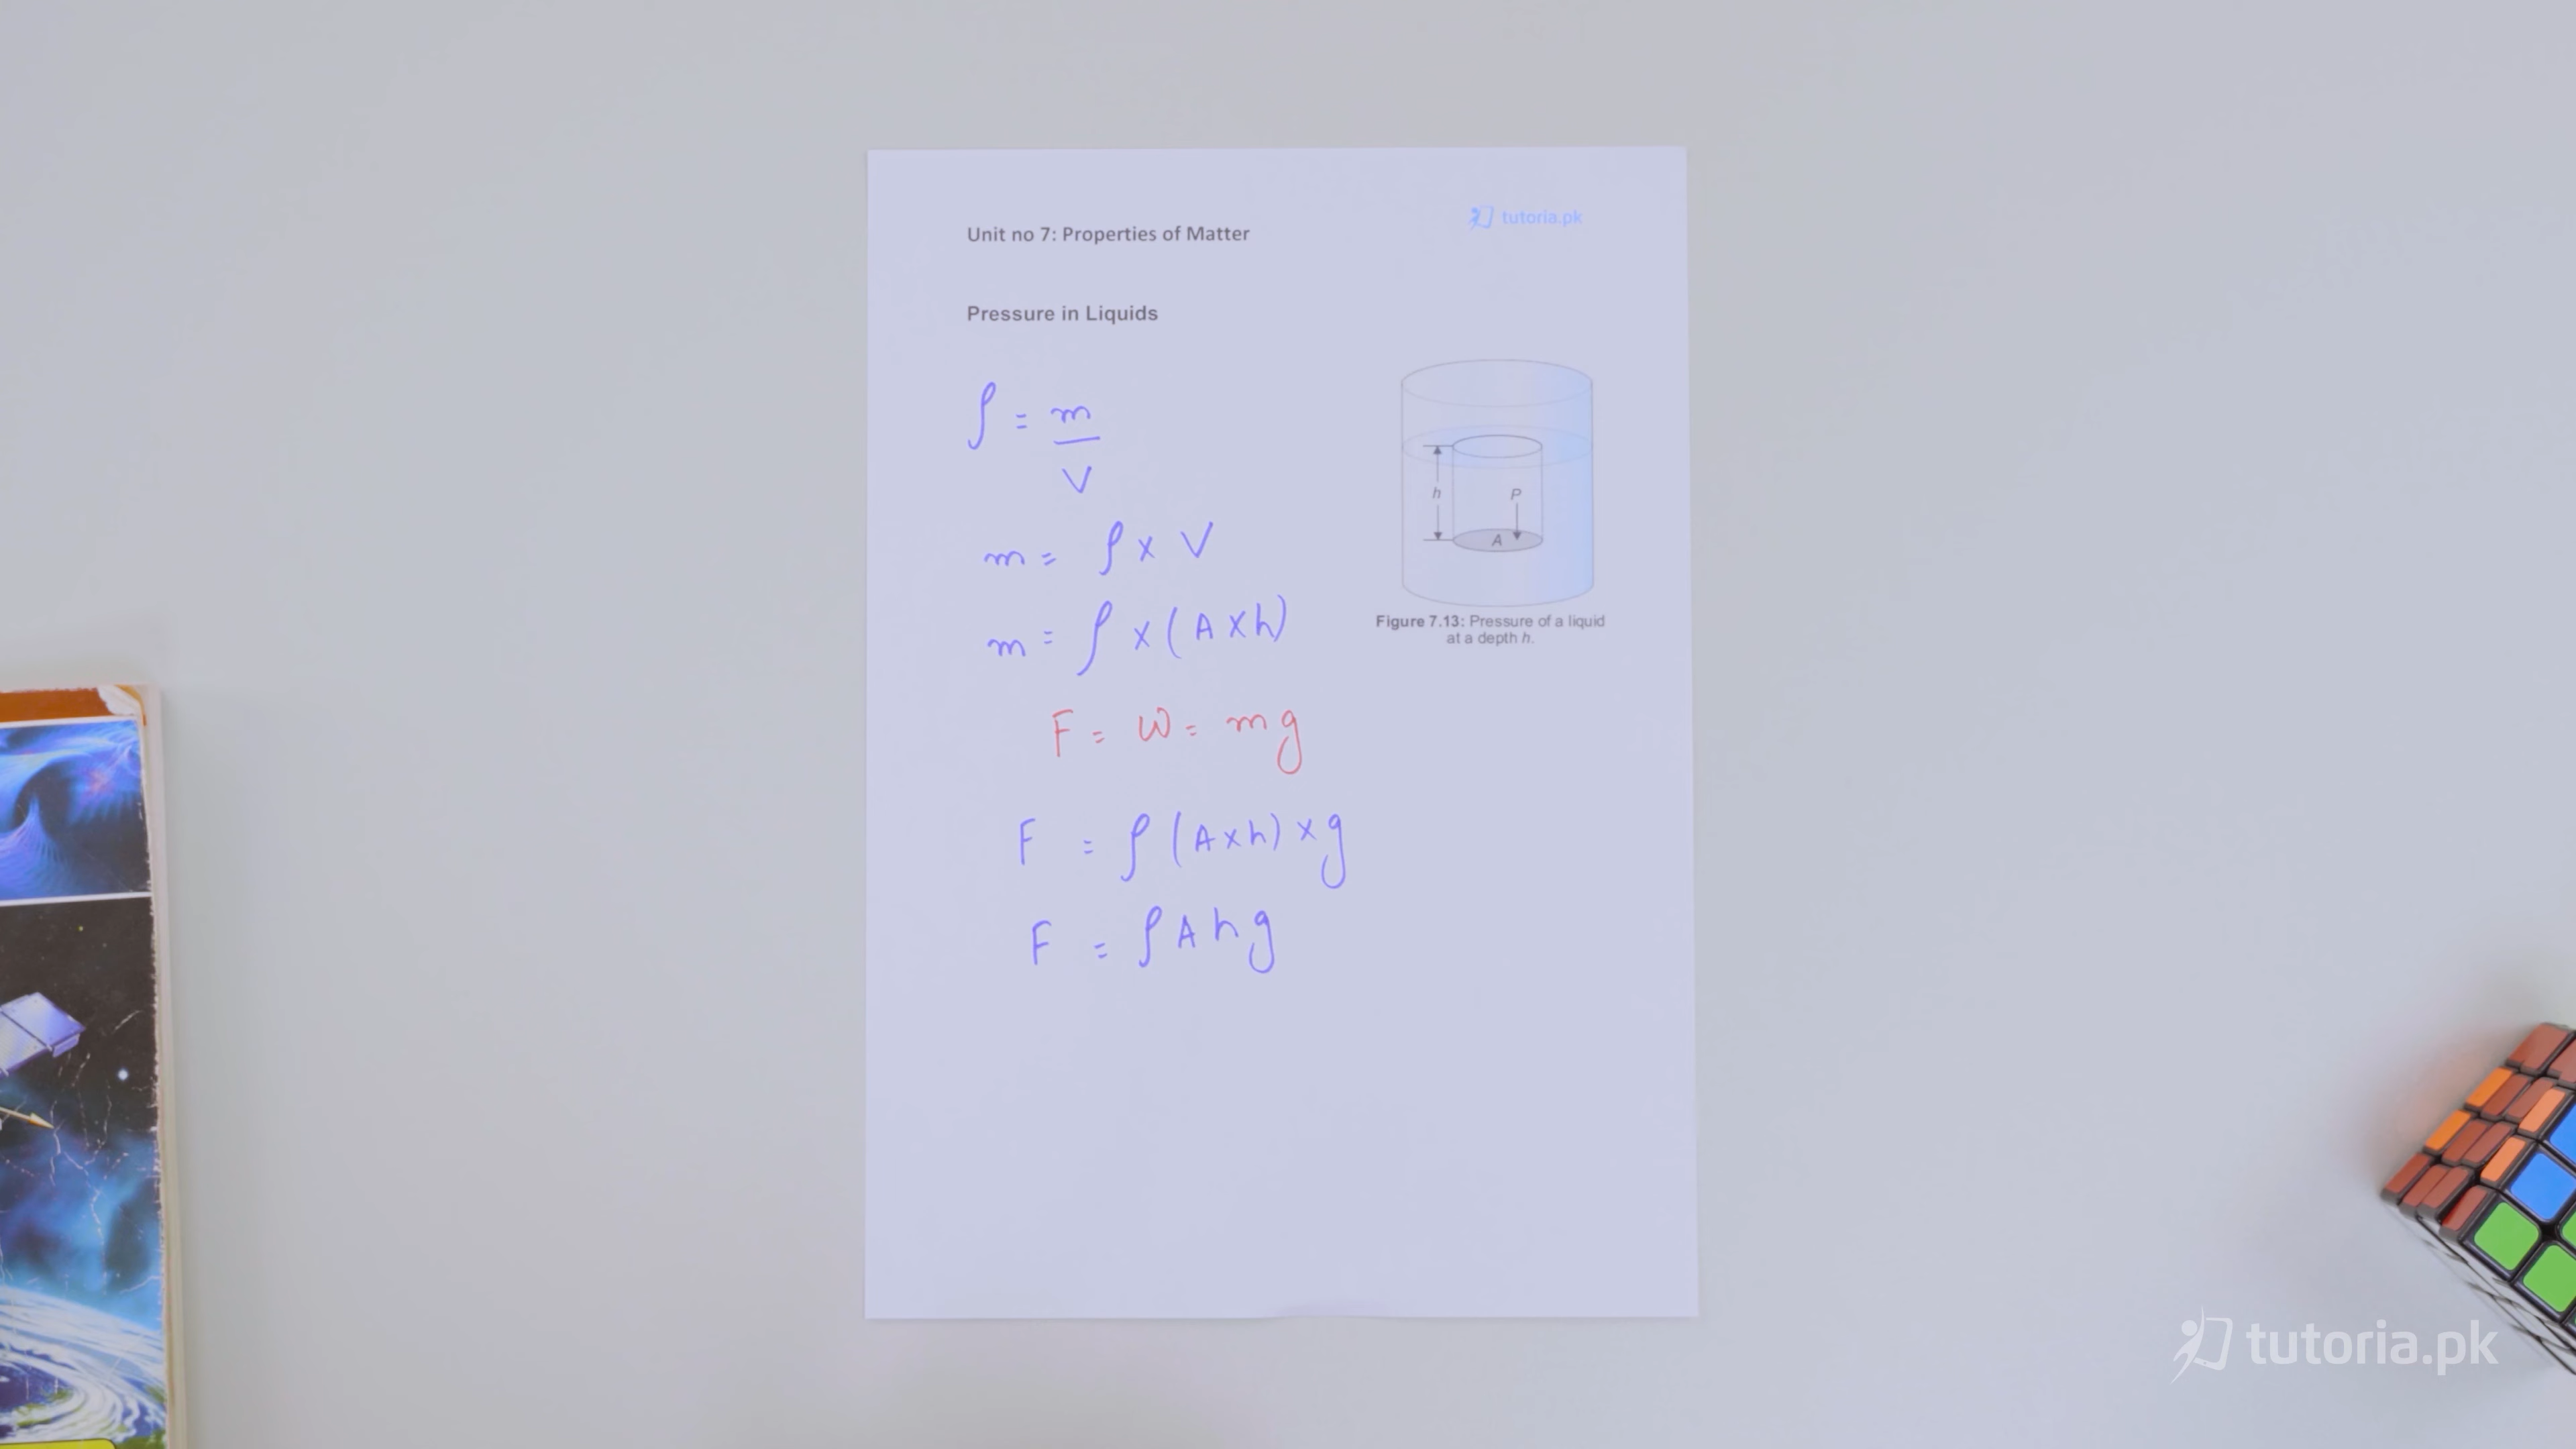 Unit no 7: Properties of Matter
tutoria.pk
Pressure in Liquids
ρ = m
V
m = ρ x V
m = ρ x (A x h)
F = W = mg
F = ρ (A x h) x g
F = ρ A h g
h
P
A
Figure 7.13: Pressure of a liquid
at a depth h.
tutoria.pk